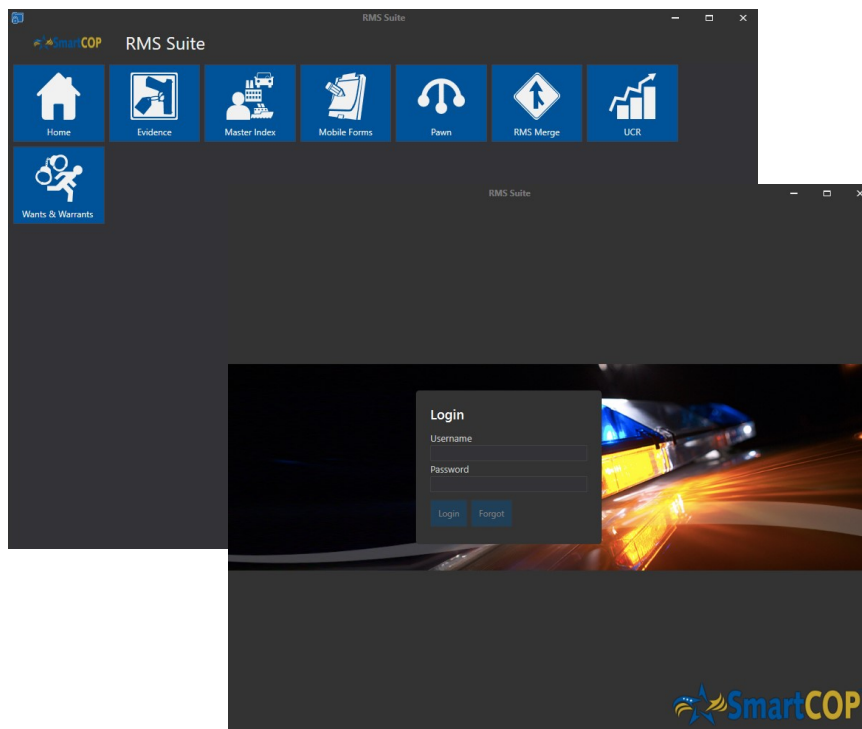 RMS Suite
SmartCOP RMS Suite
Home Evidence Master Index Mobile Forms Pawn RMS Merge UCR
Wants & Warrants
RMS Suite
Login
Username
Password
Login Forgot
SmartCOP